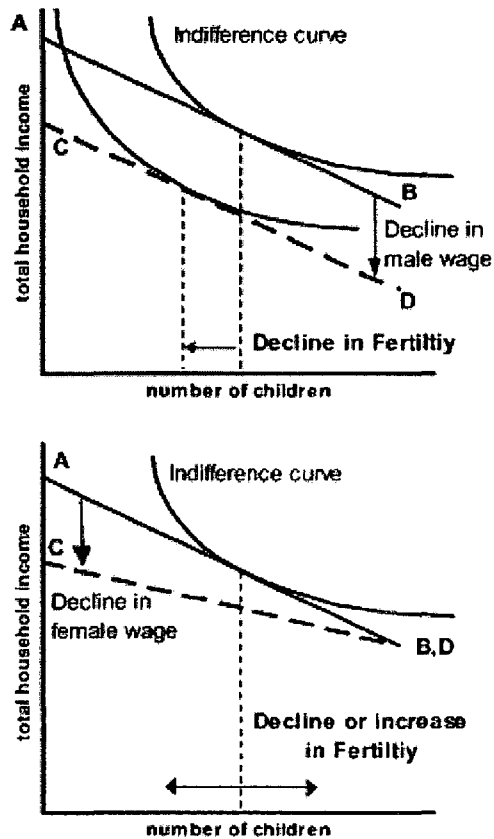 A
Indifference curve
C
B
Decline in
male wage
D
Decline in Fertiltiy
total household income
number of children
A
Indifference curve
C
Decline in
female wage
B,D
Decline or increase
in Fertiltiy
total household income
number of children